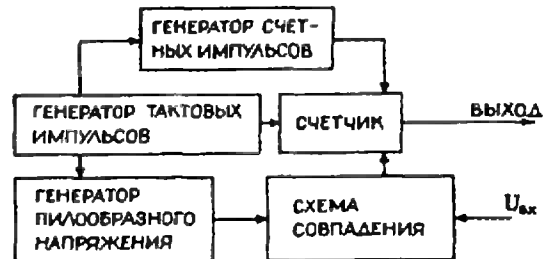 ГЕНЕРАТОР СЧЕТ-
НЫХ ИМПУЛЬСОВ
ГЕНЕРАТОР ТАКТОВЫХ
ИМПУЛЬСОВ
СЧЕТЧИК
ВЫХОД
ГЕНЕРАТОР
ПИЛООБРАЗНОГО
НАПРЯЖЕНИЯ
СХЕМА
СОВПАДЕНИЯ
Uвх